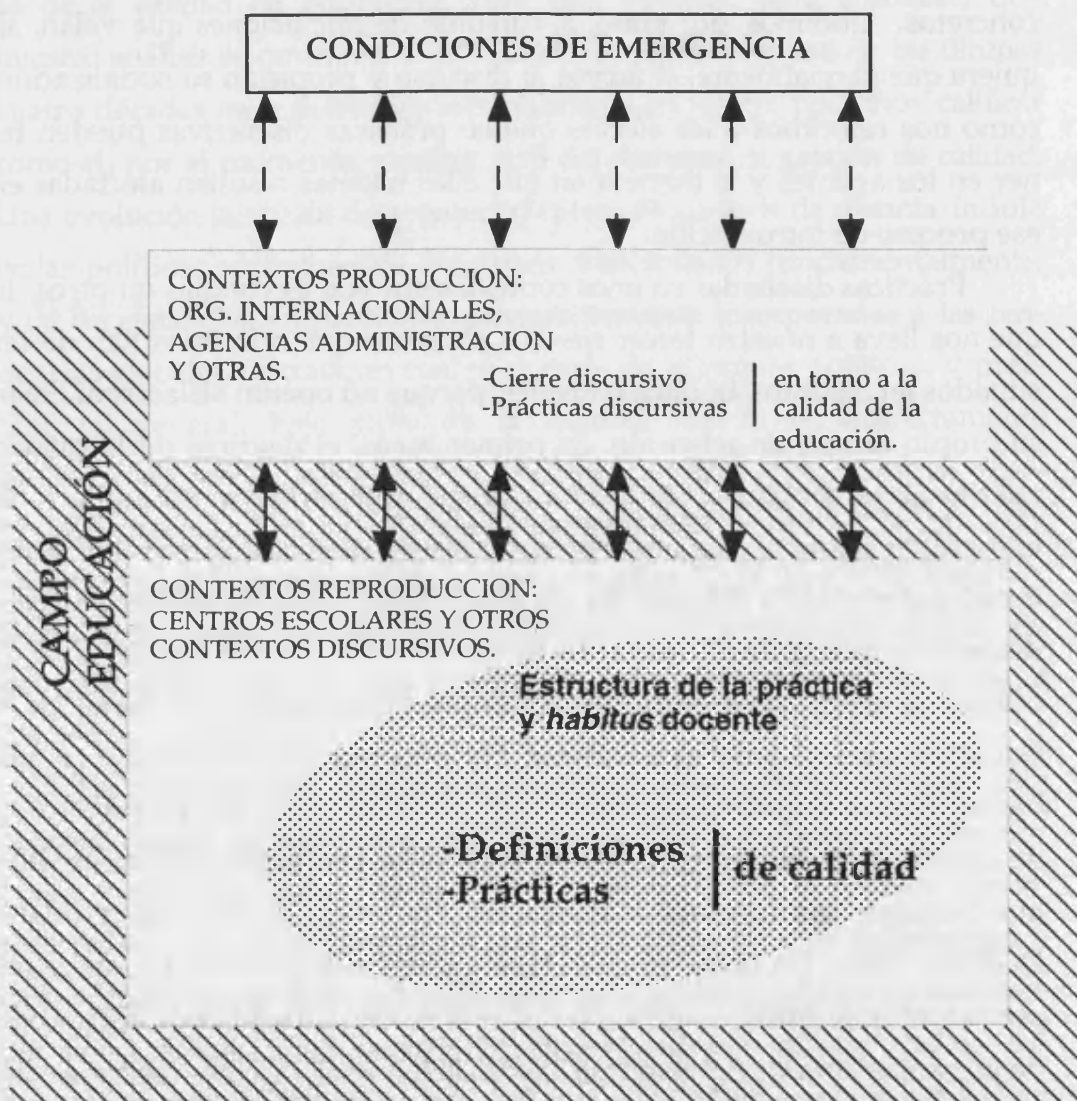 CONDICIONES DE EMERGENCIA
CONTEXTOS PRODUCCION:
ORG. INTERNACIONALES,
AGENCIAS ADMINISTRACION
Y OTRAS.
-Cierre discursivo
-Prácticas discursivas
en torno a la
calidad de la
educación.
CAMPO
EDUCACIÓN
CONTEXTOS REPRODUCCION:
CENTROS ESCOLARES Y OTROS
CONTEXTOS DISCURSIVOS.
Estructura de la práctica
y habitus docente
-Definiciones
-Prácticas
de calidad